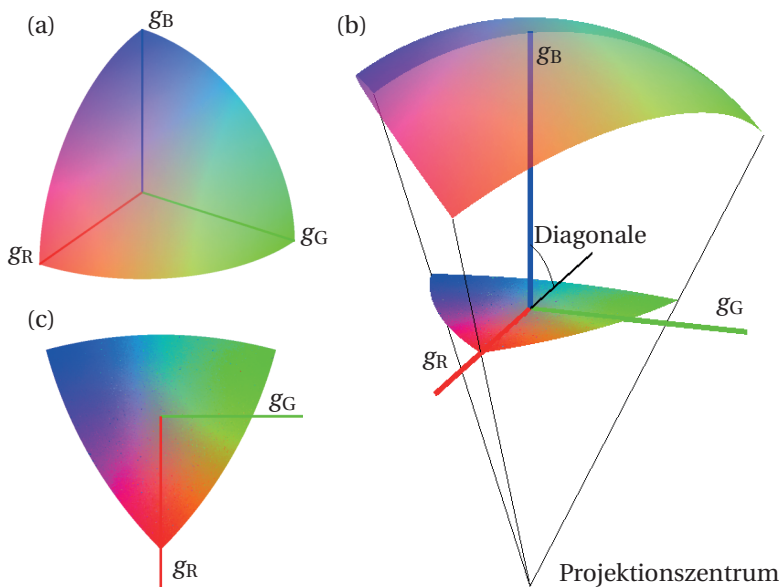 (a)
gB
gG
gR
(b)
gB
Diagonale
gG
gR
Projektionszentrum
(c)
gG
gR